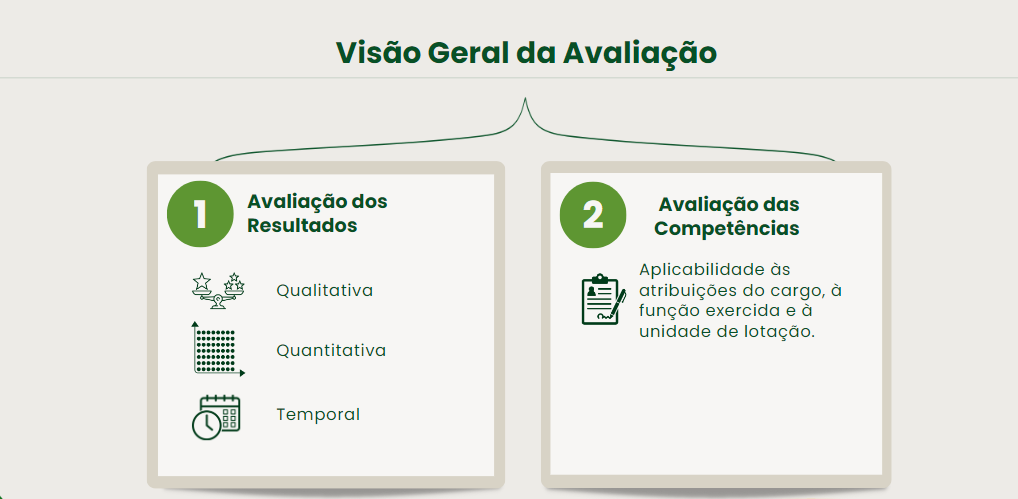 Visão Geral da Avaliação
1
Avaliação dos
Resultados
Qualitativa
Quantitativa
Temporal
2
Avaliação das
Competências
Aplicabilidade às
atribuições do cargo, à
função exercida e à
unidade de lotação.